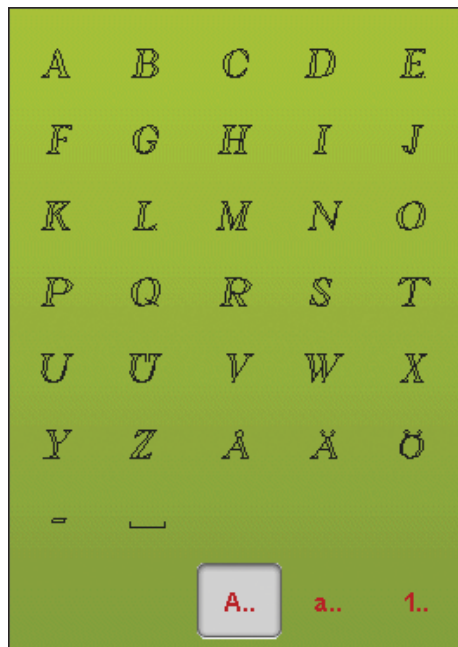 A B C D E
F G H I J
K L M N O
P Q R S T
U Ü V W X
Y Z Å Ä Ö
- ⎵
A.. a.. 1..